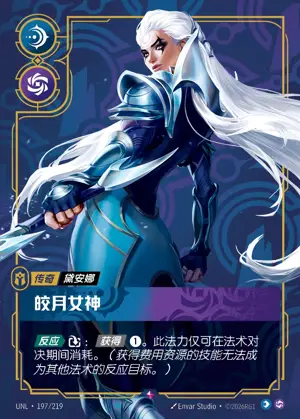 传奇 黛安娜
皎月女神
反应 : 获得 1。此法力仅可在法术对
决期间消耗。(获得费用资源的技能无法成
为其他法术的反应目标。)
UNL · 197/219 Envar Studio · ©2026RGI